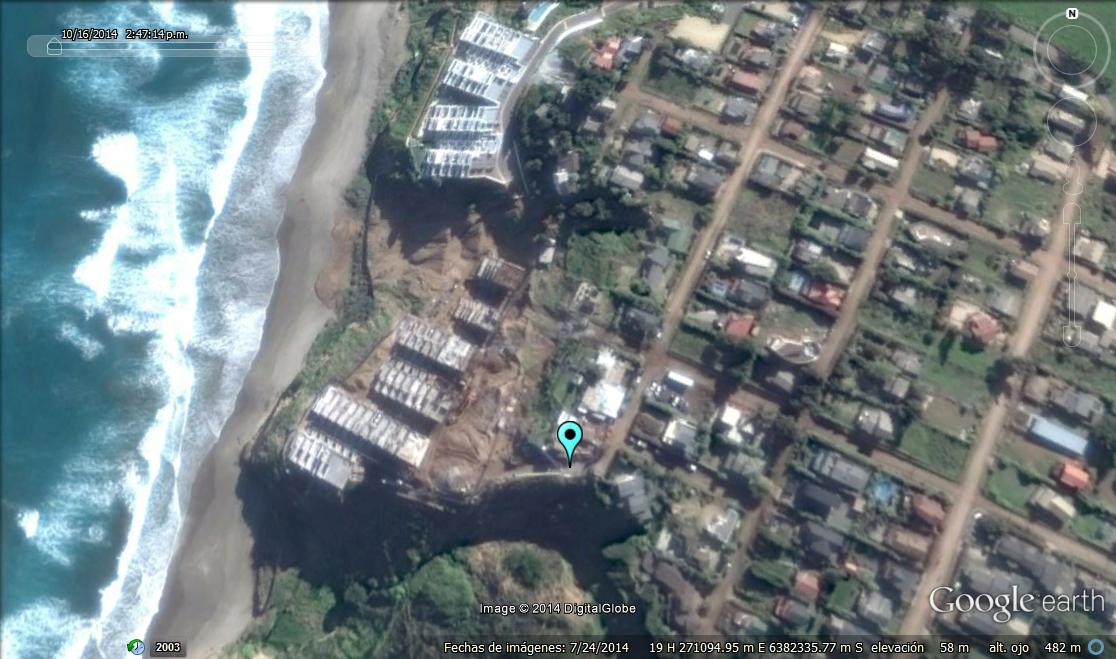 10/16/2014 2:47:14 p.m.
N
Image © 2014 DigitalGlobe
Google earth
2003
Fechas de imágenes: 7/24/2014 19 H 271094.95 m E 6382335.77 m S elevación 58 m alt. ojo 482 m